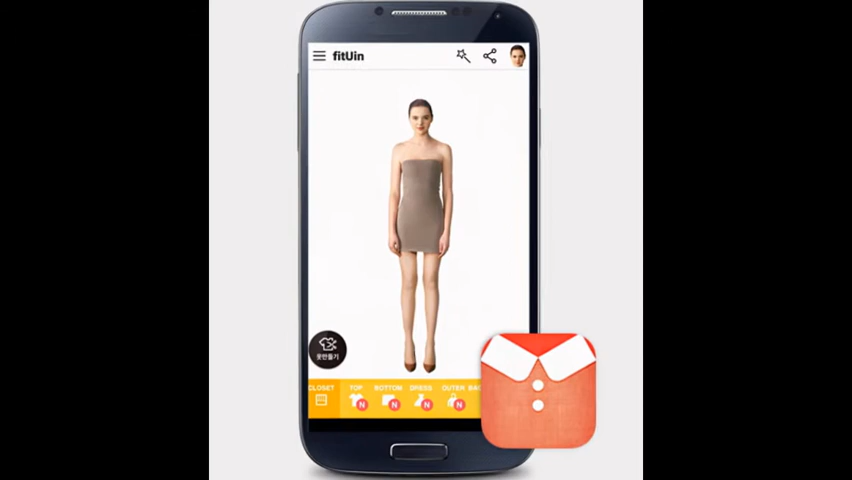 fitUin
옷만들기
CLOSET TOP BOTTOM DRESS OUTER
N N N N